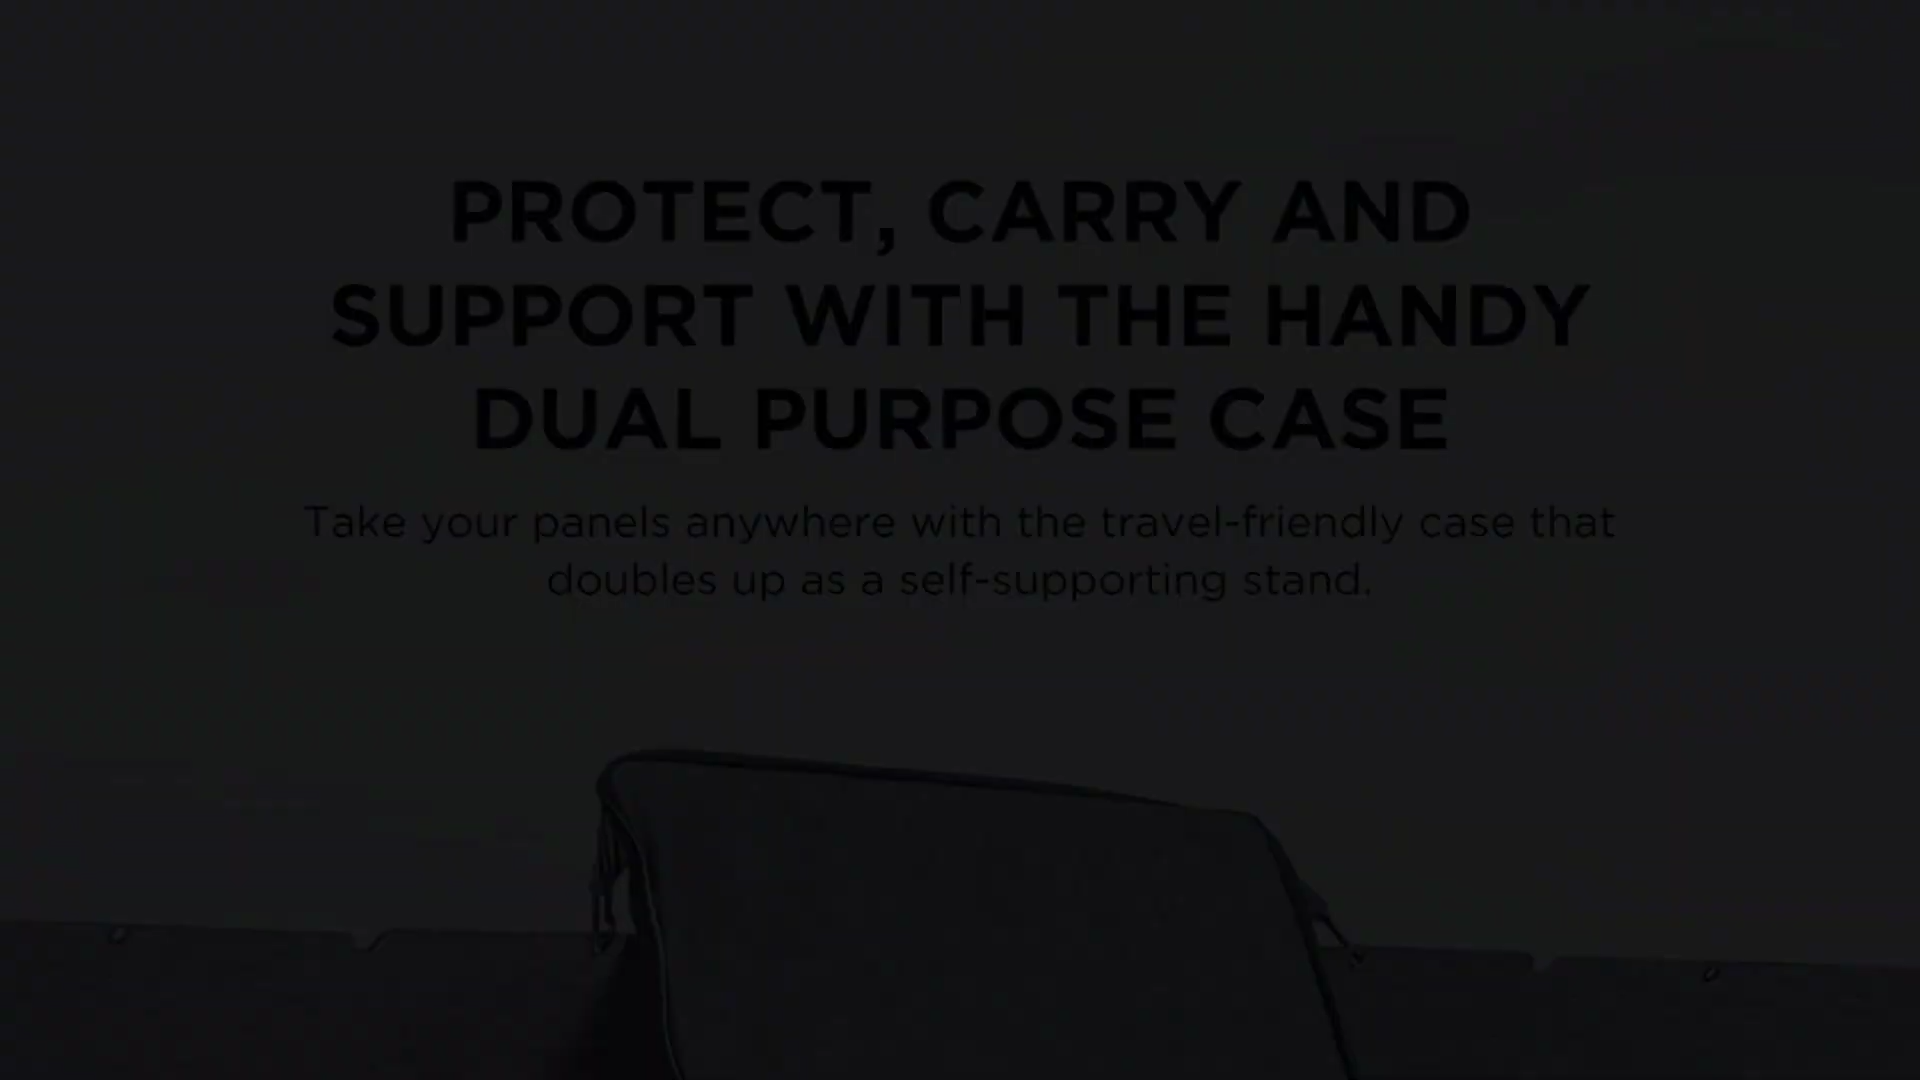 PROTECT, CARRY AND
SUPPORT WITH THE HANDY
DUAL PURPOSE CASE
Take your panels anywhere with the travel-friendly case that
doubles up as a self-supporting stand.